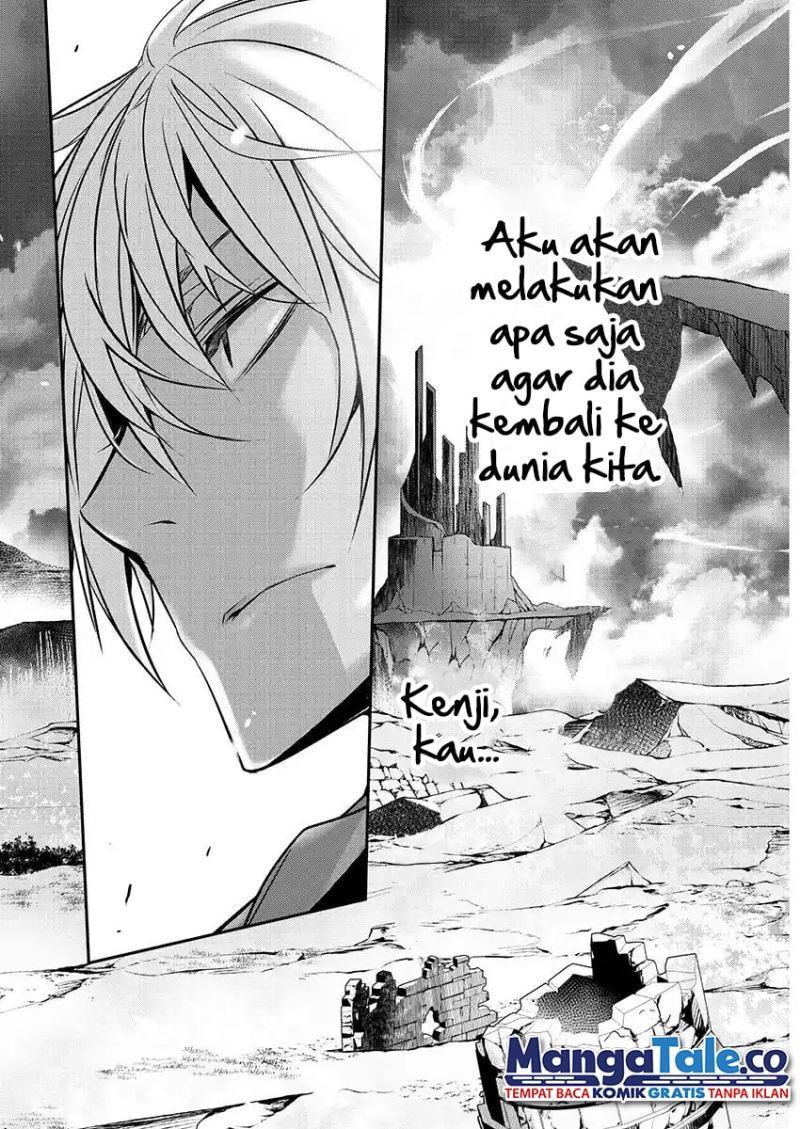 Aku akan
melakukan
apa saja
agar dia
kembali ke
dunia kita.
Kenji,
kau...
MangaTale.co
TEMPAT BACA KOMIK GRATIS TANPA IKLAN